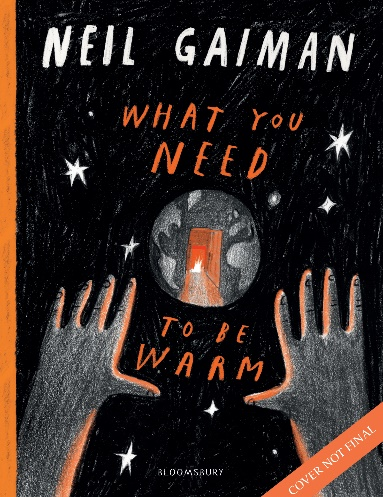 NEIL GAIMAN
WHAT YOU
NEED
TO BE
WARM
BLOOMSBURY
COVER NOT FINAL